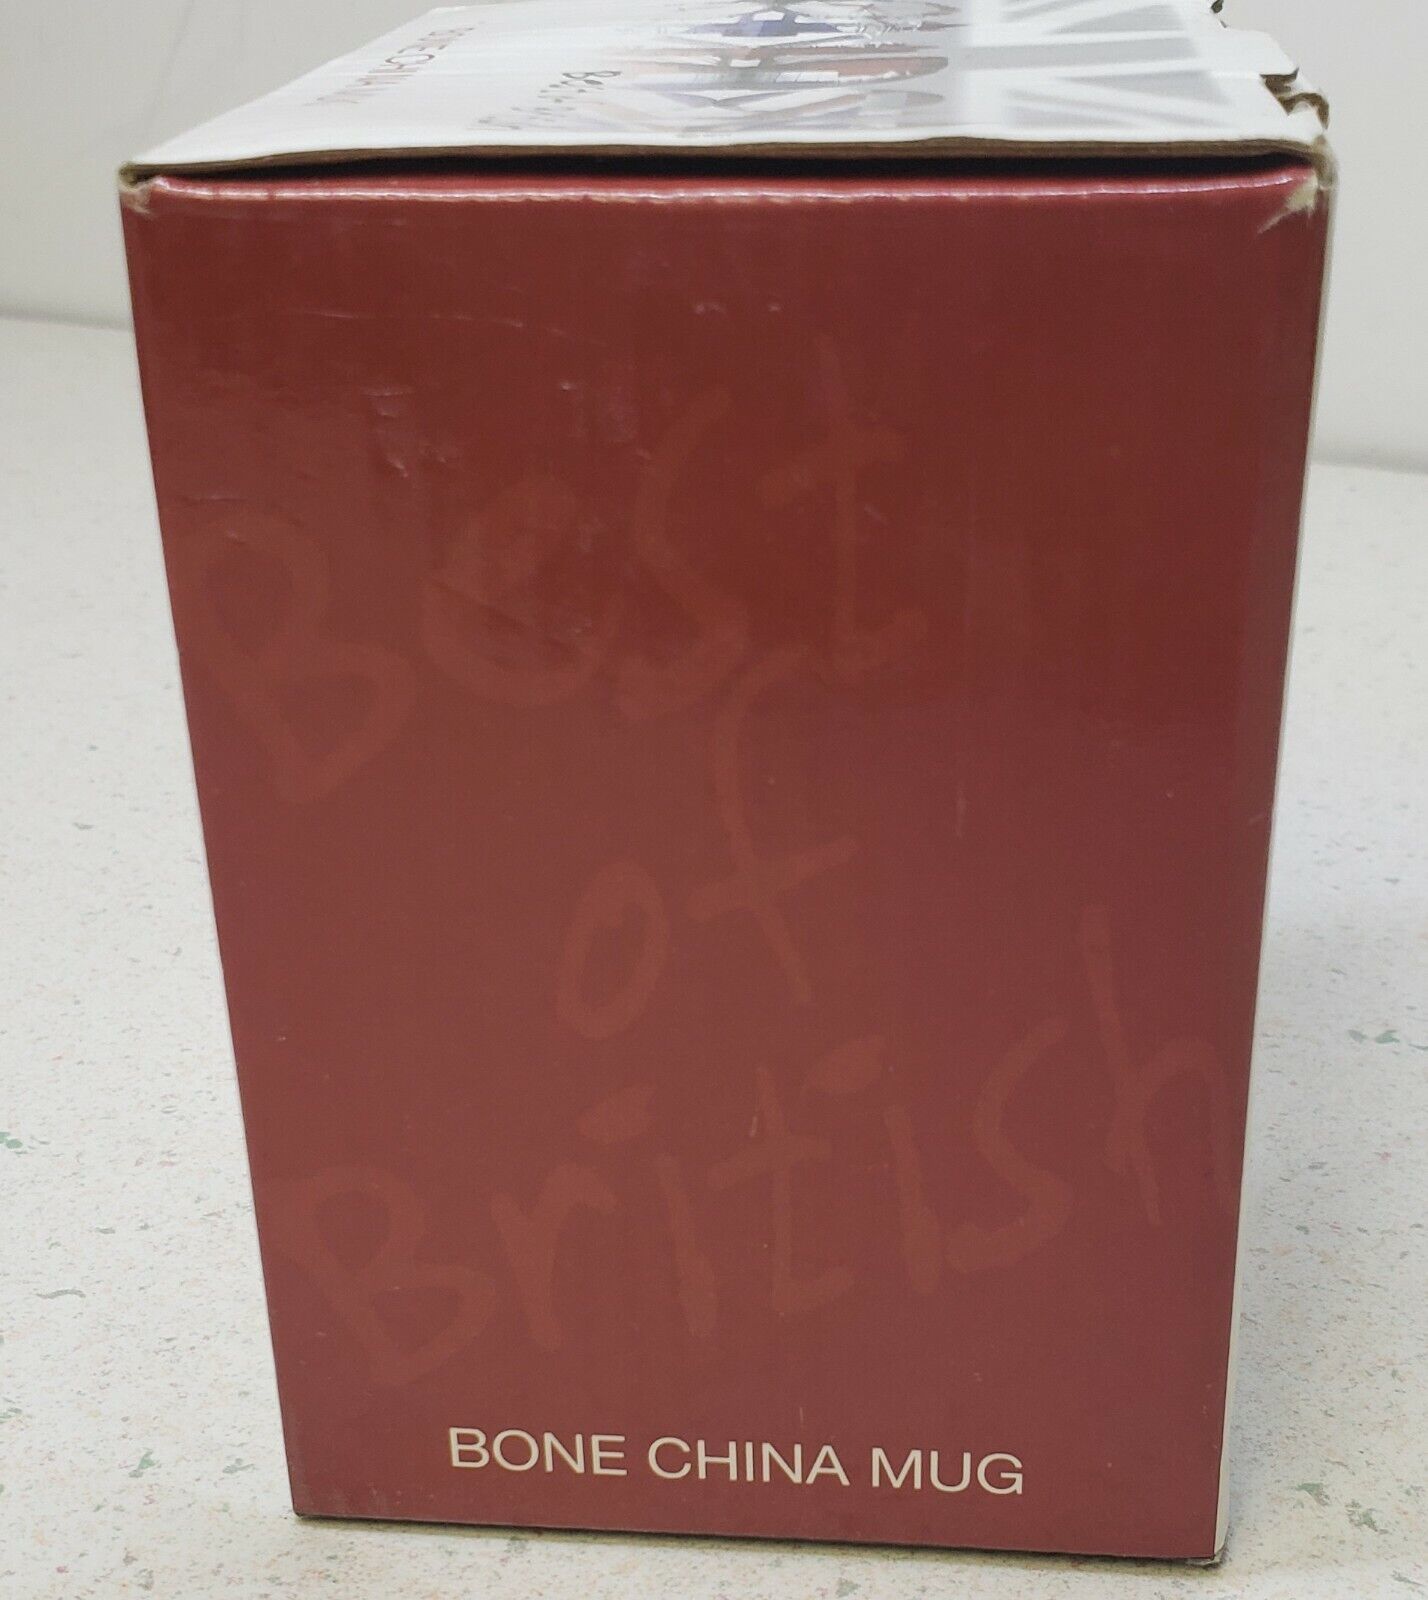 Best
of
British
BONE CHINA MUG